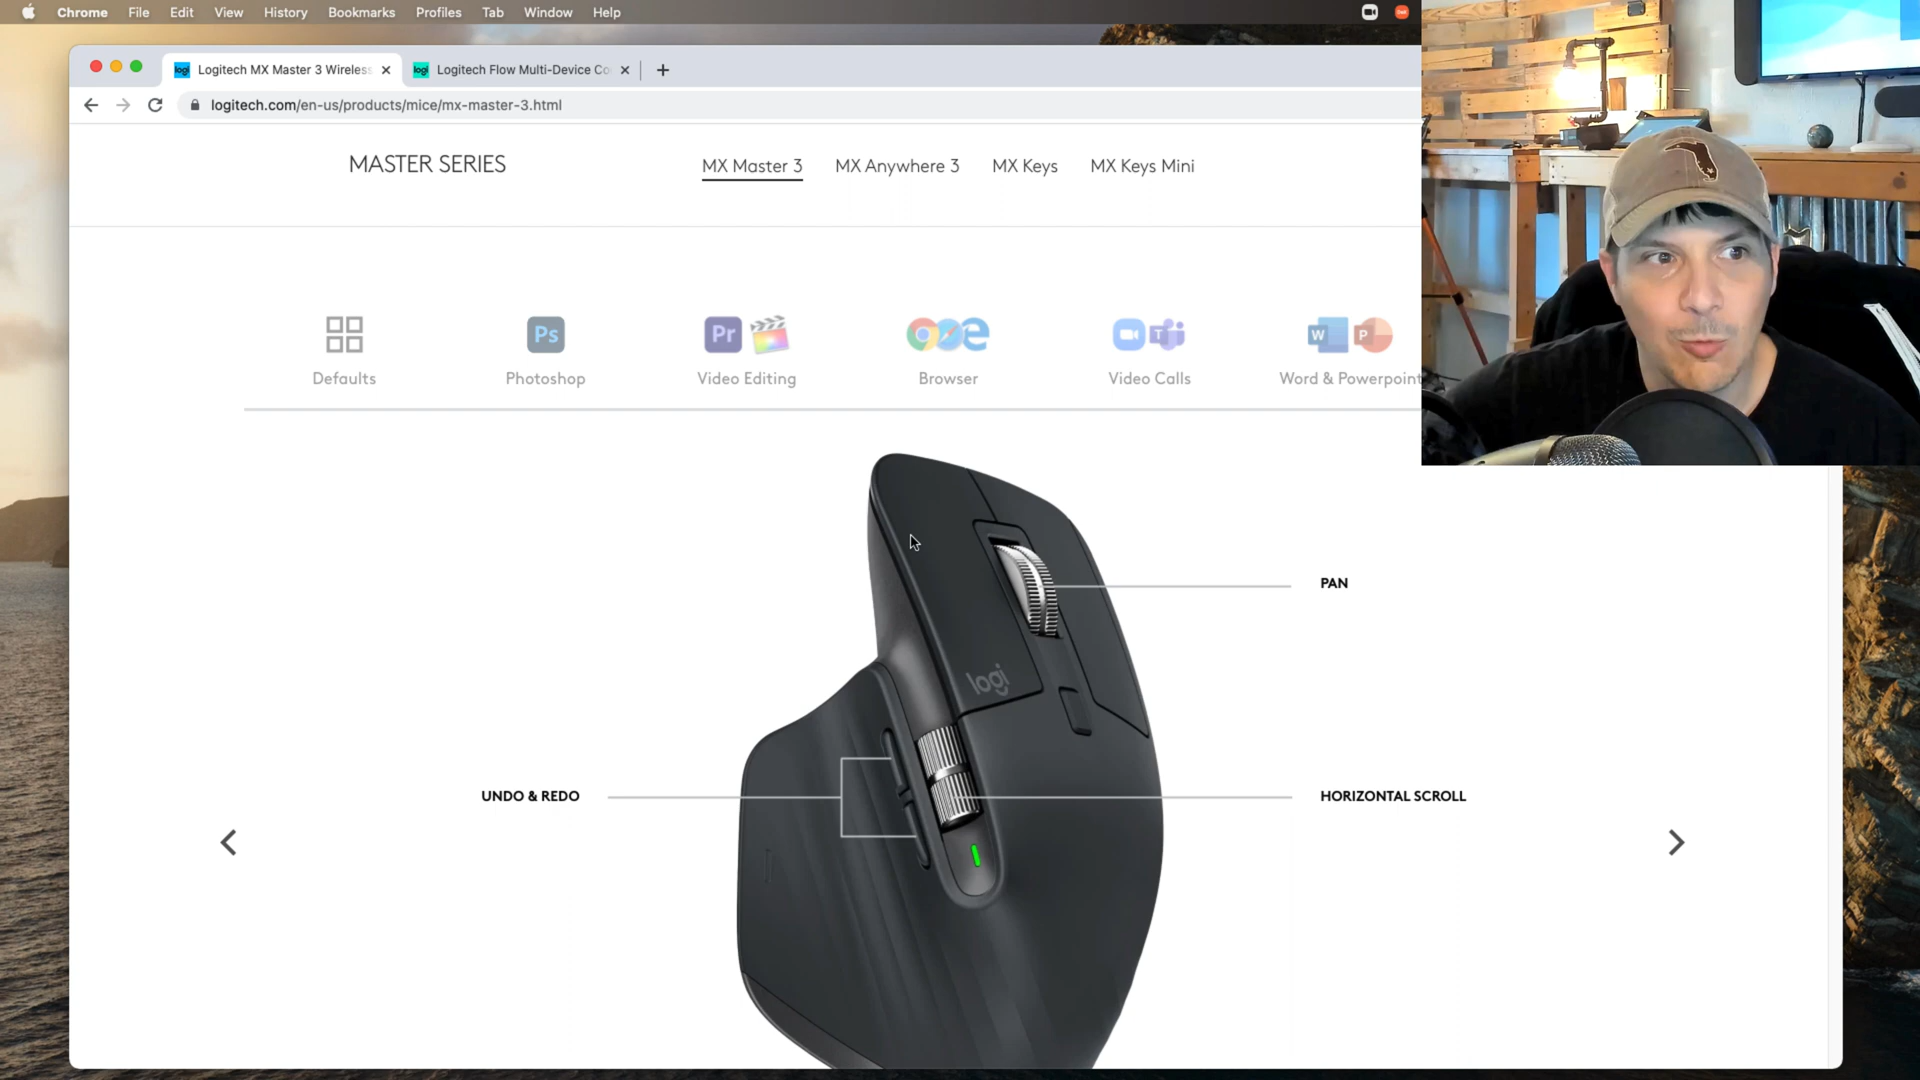 Chrome File Edit View History Bookmarks Profiles Tab Window Help
logi Logitech MX Master 3 Wireless
logi Logitech Flow Multi-Device Co
logitech.com/en-us/products/mice/mx-master-3.html
MASTER SERIES
MX Master 3 MX Anywhere 3 MX Keys MX Keys Mini
Ps Pr T W P
Defaults Photoshop Video Editing Browser Video Calls Word & Powerpoint
PAN
logi
UNDO & REDO
HORIZONTAL SCROLL